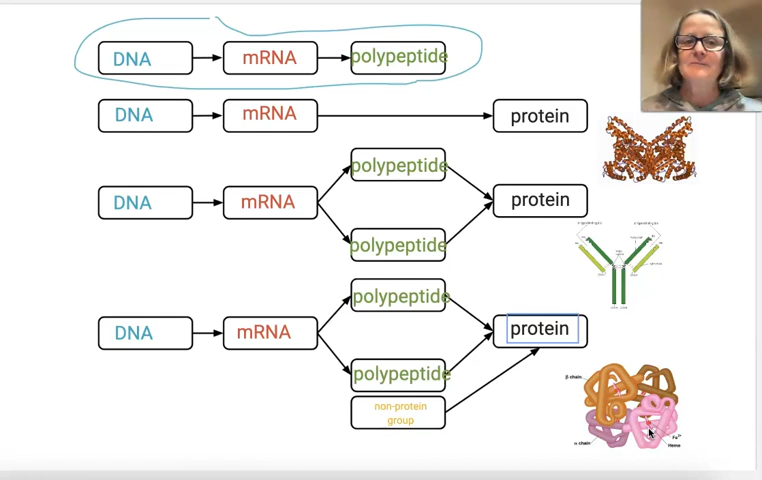 DNA mRNA polypeptide
DNA mRNA protein
polypeptide
DNA mRNA protein
polypeptide
polypeptide
DNA mRNA protein
polypeptide
non-protein
group
β chain
α chain
Fe²⁺
Heme